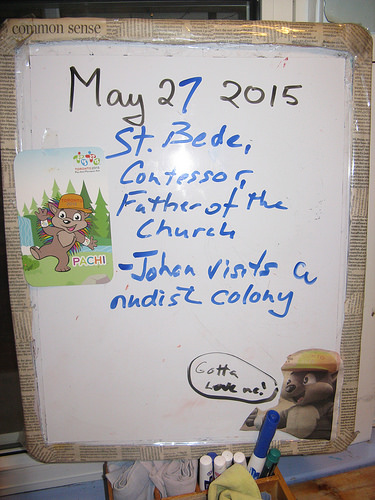 common sense
May 27 2015
St. Bede,
Confessor,
Father of the
Church
-Johan visits a
nudist colony
PACHI
Gotta
Love me!